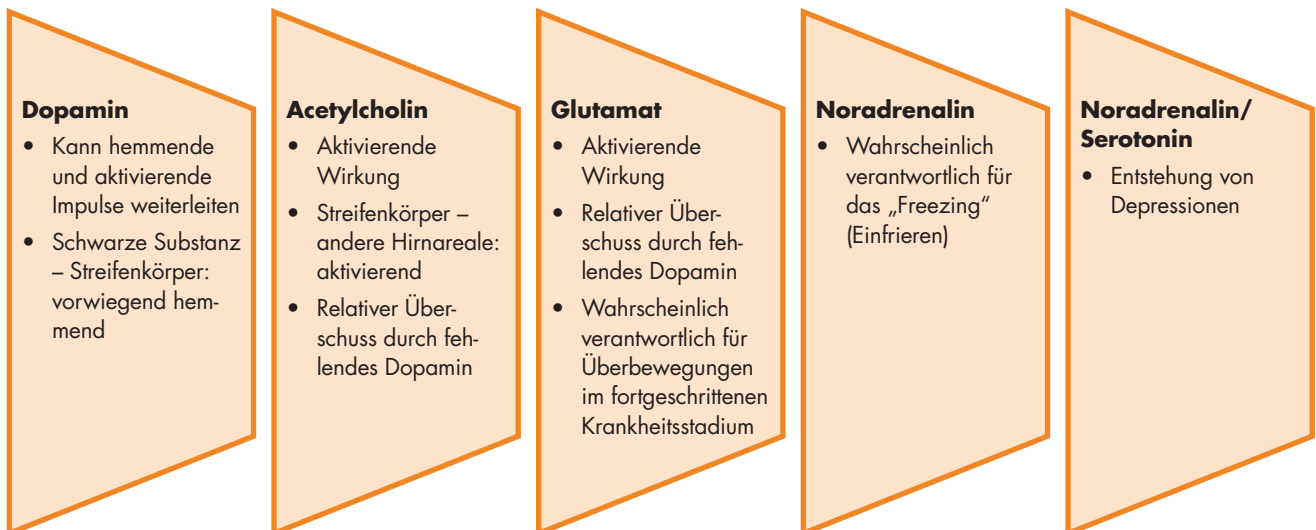 Dopamin
• Kann hemmende
und aktivierende
Impulse weiterleiten
• Schwarze Substanz
– Streifenkörper:
vorwiegend hem-
mend
Acetylcholin
• Aktivierende
Wirkung
• Streifenkörper –
andere Hirnareale:
aktivierend
• Relativer Über-
schuss durch feh-
lendes Dopamin
Glutamat
• Aktivierende
Wirkung
• Relativer Über-
schuss durch feh-
lendes Dopamin
• Wahrscheinlich
verantwortlich für
Überbewegungen
im fortgeschrittenen
Krankheitsstadium
Noradrenalin
• Wahrscheinlich
verantwortlich für
das „Freezing“
(Einfrieren)
Noradrenalin/
Serotonin
• Entstehung von
Depressionen